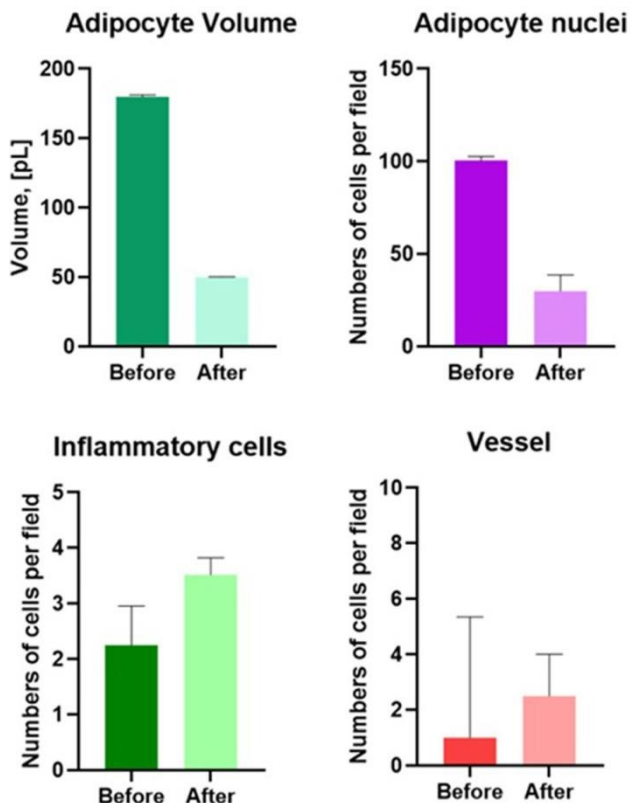 Adipocyte Volume
Volume, [pL]
200
150
100
50
0
Before After
Adipocyte nuclei
Numbers of cells per field
150
100
50
0
Before After
Inflammatory cells
Numbers of cells per field
5
4
3
2
1
0
Before After
Vessel
Numbers of cells per field
10
8
6
4
2
0
Before After